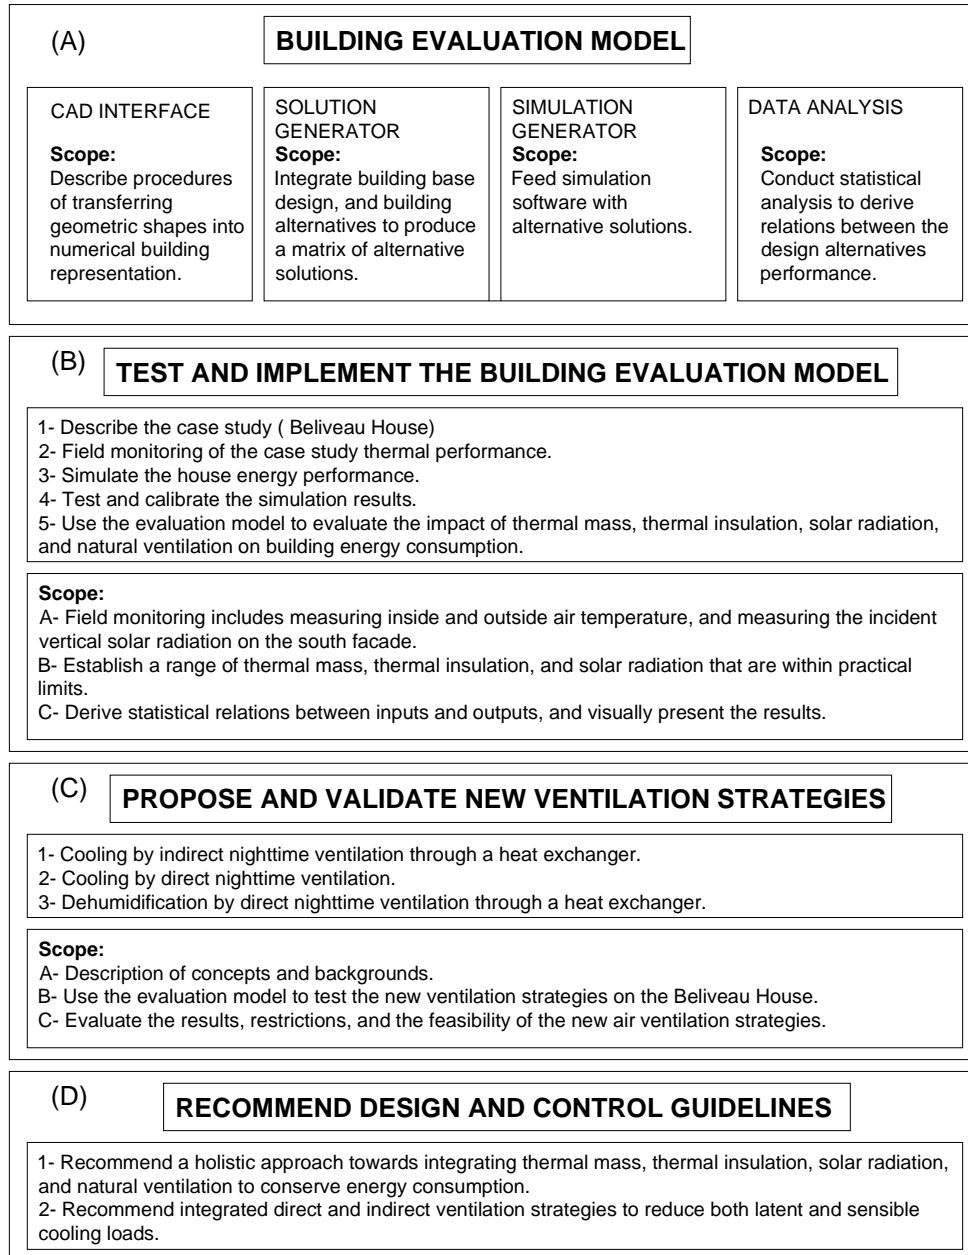 (A)
BUILDING EVALUATION MODEL
CAD INTERFACE
Scope:
Describe procedures
of transferring
geometric shapes into
numerical building
representation.
SOLUTION
GENERATOR
Scope:
Integrate building base
design, and building
alternatives to produce
a matrix of alternative
solutions.
SIMULATION
GENERATOR
Scope:
Feed simulation
software with
alternative solutions.
DATA ANALYSIS
Scope:
Conduct statistical
analysis to derive
relations between the
design alternatives
performance.
(B)
TEST AND IMPLEMENT THE BUILDING EVALUATION MODEL
1- Describe the case study ( Beliveau House)
2- Field monitoring of the case study thermal performance.
3- Simulate the house energy performance.
4- Test and calibrate the simulation results.
5- Use the evaluation model to evaluate the impact of thermal mass, thermal insulation, solar radiation,
and natural ventilation on building energy consumption.
Scope:
A- Field monitoring includes measuring inside and outside air temperature, and measuring the incident
vertical solar radiation on the south facade.
B- Establish a range of thermal mass, thermal insulation, and solar radiation that are within practical
limits.
C- Derive statistical relations between inputs and outputs, and visually present the results.
(C)
PROPOSE AND VALIDATE NEW VENTILATION STRATEGIES
1- Cooling by indirect nighttime ventilation through a heat exchanger.
2- Cooling by direct nighttime ventilation.
3- Dehumidification by direct nighttime ventilation through a heat exchanger.
Scope:
A- Description of concepts and backgrounds.
B- Use the evaluation model to test the new ventilation strategies on the Beliveau House.
C- Evaluate the results, restrictions, and the feasibility of the new air ventilation strategies.
(D)
RECOMMEND DESIGN AND CONTROL GUIDELINES
1- Recommend a holistic approach towards integrating thermal mass, thermal insulation, solar radiation,
and natural ventilation to conserve energy consumption.
2- Recommend integrated direct and indirect ventilation strategies to reduce both latent and sensible
cooling loads.